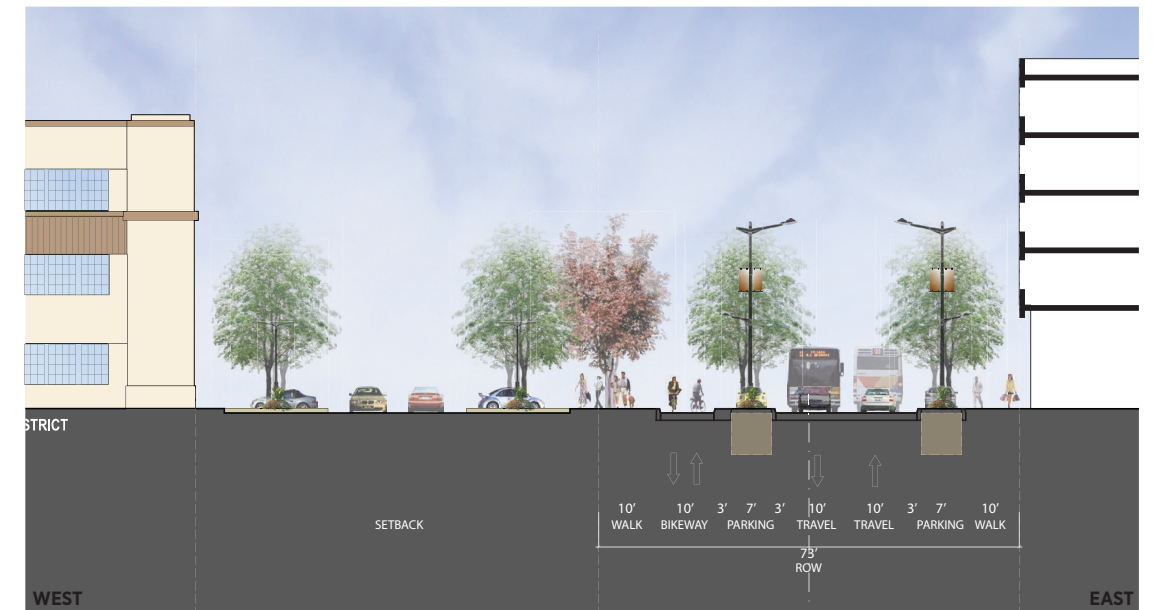 STRICT
10’ 10’ 3’ 7’ 3’ 10’ 10’ 3’ 7’ 10’
WALK BIKEWAY PARKING TRAVEL TRAVEL PARKING WALK
SETBACK
73’
ROW
WEST EAST